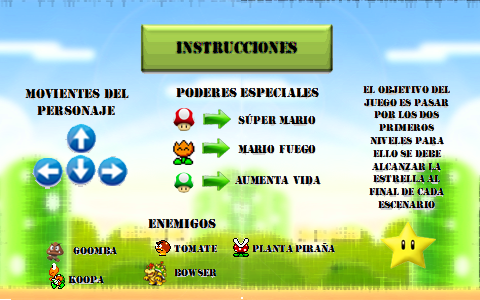 INSTRUCCIONES
MOVIENTES DEL
PERSONAJE
PODERES ESPECIALES
SÚPER MARIO
MARIO FUEGO
AUMENTA VIDA
EL OBJETIVO DEL
JUEGO ES PASAR
POR LOS DOS
PRIMEROS
NIVELES PARA
ELLO SE DEBE
ALCANZAR LA
ESTRELLA AL
FINAL DE CADA
ESCENARIO
ENEMIGOS
GOOMBA
TOMATE
PLANTA PIRAÑA
KOOPA
BOWSER